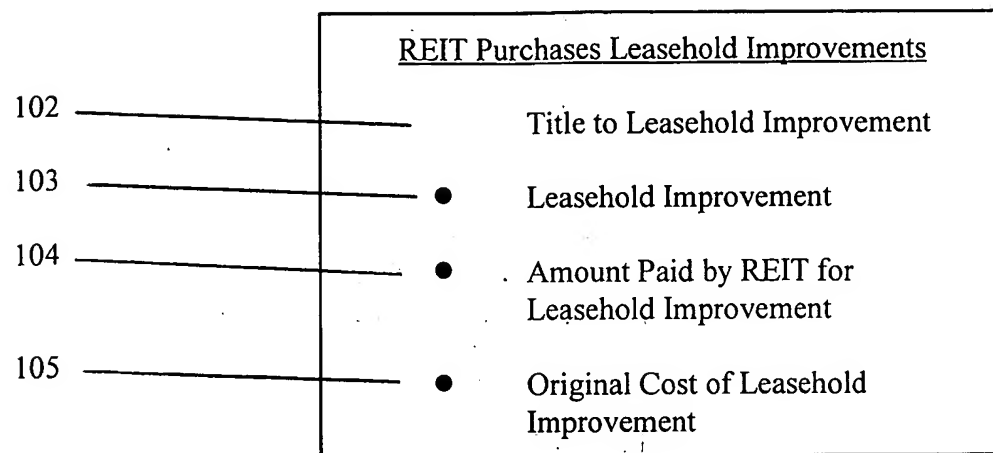 REIT Purchases Leasehold Improvements
102 Title to Leasehold Improvement
103 ● Leasehold Improvement
104 ● Amount Paid by REIT for
Leasehold Improvement
105 ● Original Cost of Leasehold
Improvement